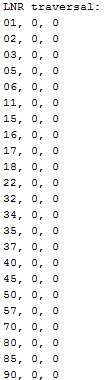 LNR traversal:
01, 0, 0
02, 0, 0
03, 0, 0
05, 0, 0
06, 0, 0
11, 0, 0
15, 0, 0
16, 0, 0
17, 0, 0
18, 0, 0
22, 0, 0
32, 0, 0
34, 0, 0
35, 0, 0
37, 0, 0
40, 0, 0
45, 0, 0
50, 0, 0
57, 0, 0
70, 0, 0
80, 0, 0
85, 0, 0
90, 0, 0